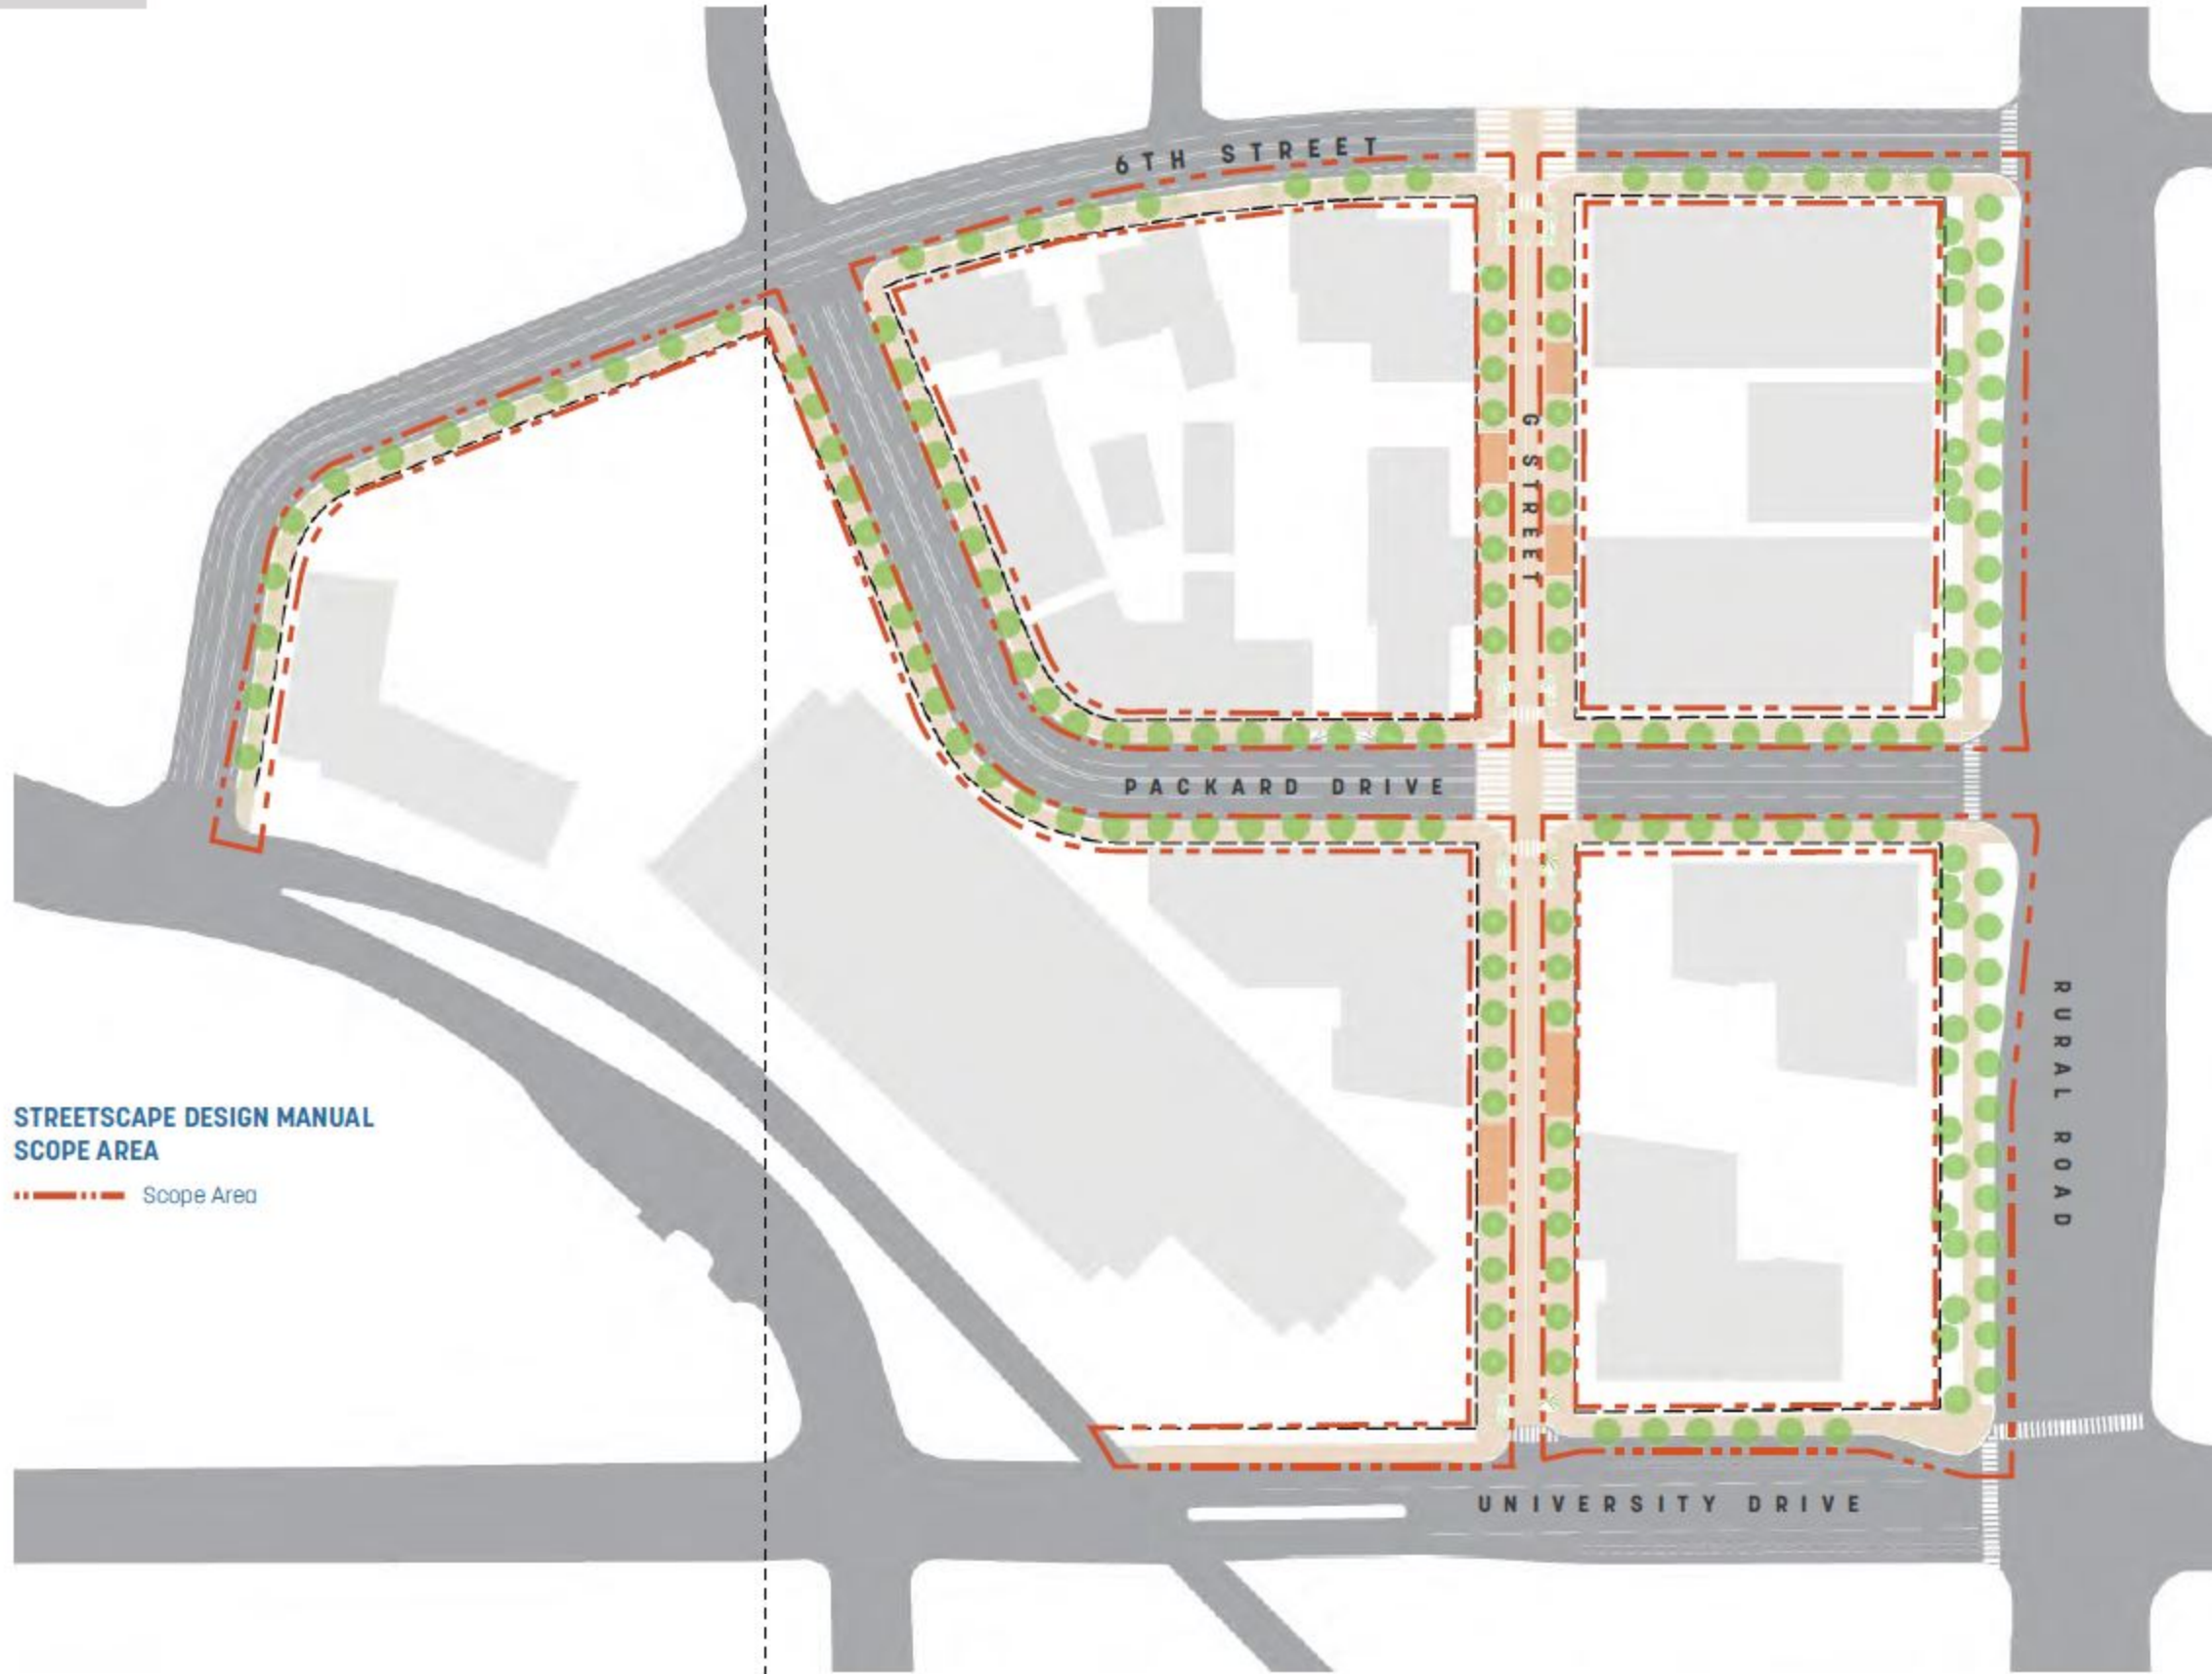 6TH STREET
G STREET
PACKARD DRIVE
RURAL ROAD
STREETSCAPE DESIGN MANUAL
SCOPE AREA
Scope Area
UNIVERSITY DRIVE